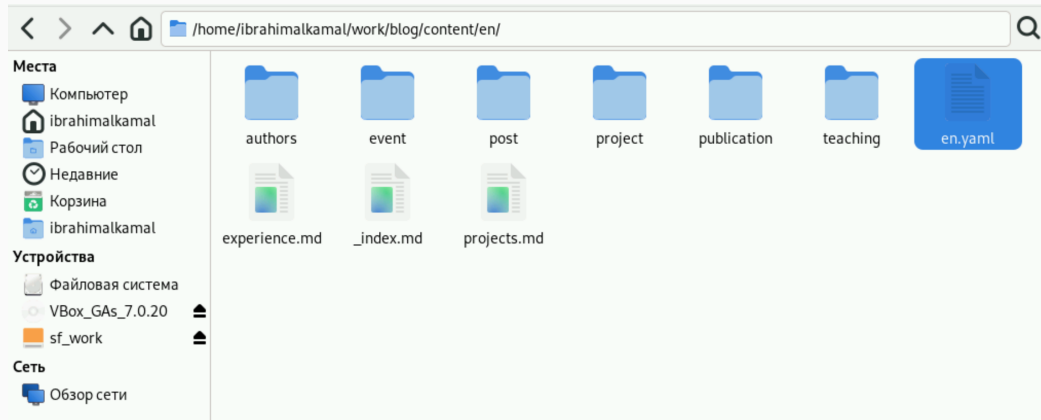 /home/ibrahimalkamal/work/blog/content/en/
Места
Компьютер
ibrahimalkamal
Рабочий стол
Недавние
Корзина
ibrahimalkamal
Устройства
Файловая система
VBox_GAs_7.0.20
sf_work
Сеть
Обзор сети
authors event post project publication teaching en.yaml
experience.md _index.md projects.md